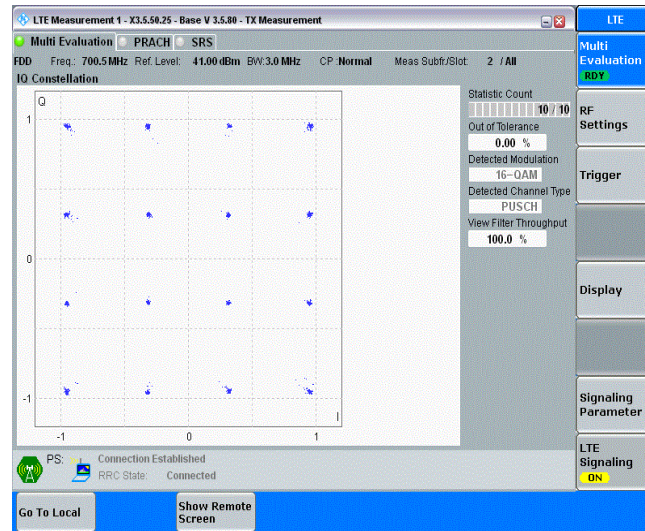 LTE Measurement 1 - X3.5.50.25 - Base V 3.5.80 - TX Measurement
LTE
Multi Evaluation PRACH SRS
Multi
Evaluation
RDY
FDD Freq.: 700.5 MHz Ref. Level: 41.00 dBm BW: 3.0 MHz CP: Normal Meas Subfr./Slot: 2 / All
IQ Constellation
Q
1
0
-1
-1 0 1
I
Statistic Count
10 / 10
Out of Tolerance
0.00 %
Detected Modulation
16-QAM
Detected Channel Type
PUSCH
View Filter Throughput
100.0 %
RF
Settings
Trigger
Display
Signaling
Parameter
LTE
Signaling
ON
PS: Connection Established
RRC State: Connected
Go To Local
Show Remote
Screen